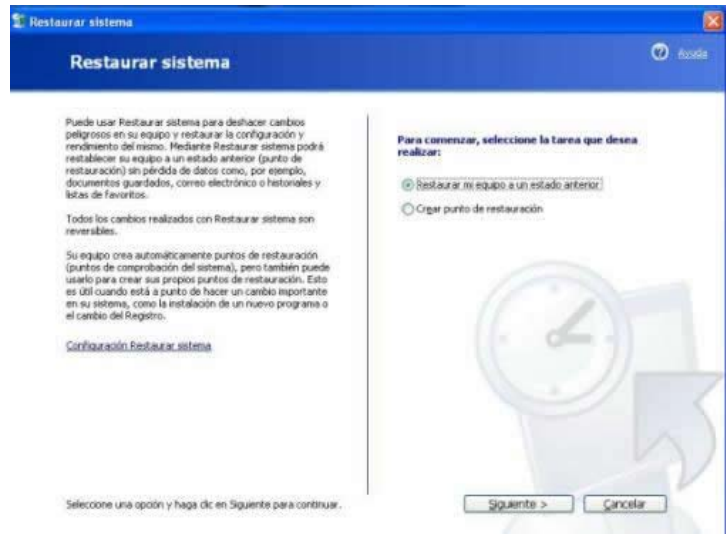 Restaurar sistema
Restaurar sistema
Ayuda
Puede usar Restaurar sistema para deshacer cambios
peligrosos en su equipo y restaurar la configuración y
rendimiento del mismo. Mediante Restaurar sistema podrá
restablecer su equipo a un estado anterior (punto de
restauración) sin pérdida de datos como, por ejemplo,
documentos guardados, correo electrónico o historiales y
listas de favoritos.
Todos los cambios realizados con Restaurar sistema son
reversibles.
Su equipo crea automáticamente puntos de restauración
(puntos de comprobación del sistema), pero también puede
usarlo para crear sus propios puntos de restauración. Esto
es útil cuando está a punto de hacer un cambio importante
en su sistema, como la instalación de un nuevo programa o
el cambio del Registro.
Configuración Restaurar sistema
Para comenzar, seleccione la tarea que desea
realizar:
Restaurar mi equipo a un estado anterior
Crear punto de restauración
Seleccione una opción y haga clic en Siguiente para continuar.
Siguiente >
Cancelar